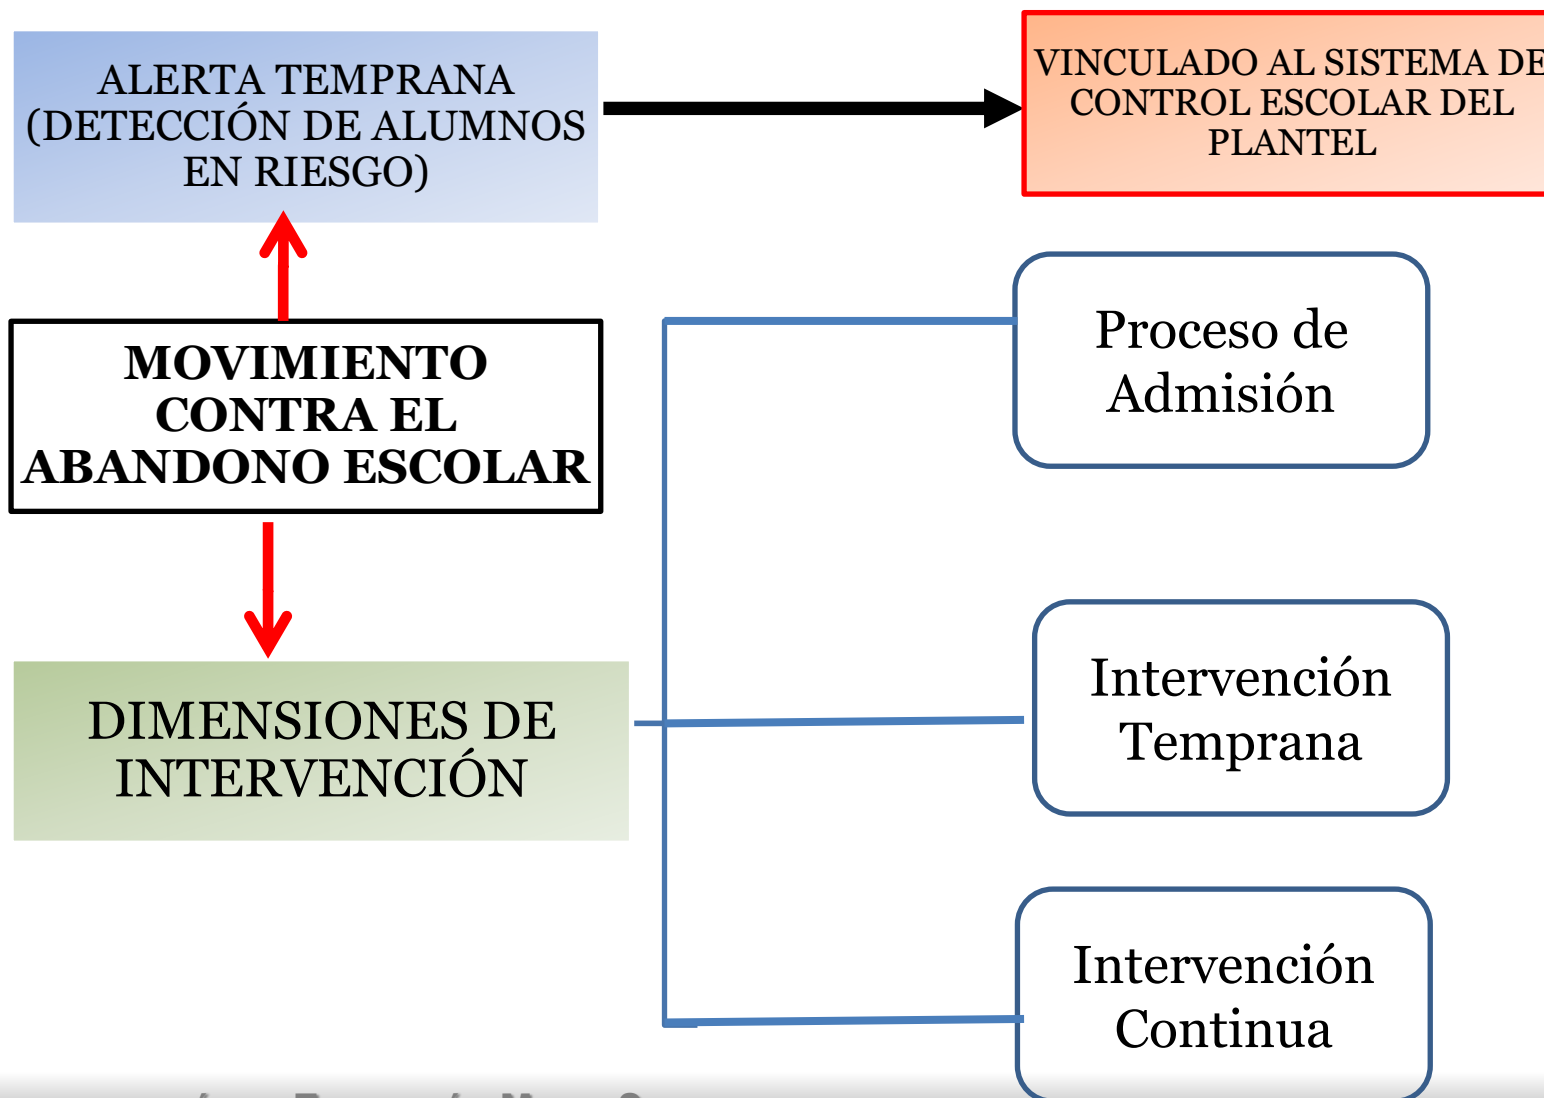 ALERTA TEMPRANA
(DETECCIÓN DE ALUMNOS
EN RIESGO)
VINCULADO AL SISTEMA DE
CONTROL ESCOLAR DEL
PLANTEL
MOVIMIENTO
CONTRA EL
ABANDONO ESCOLAR
Proceso de
Admisión
DIMENSIONES DE
INTERVENCIÓN
Intervención
Temprana
Intervención
Continua